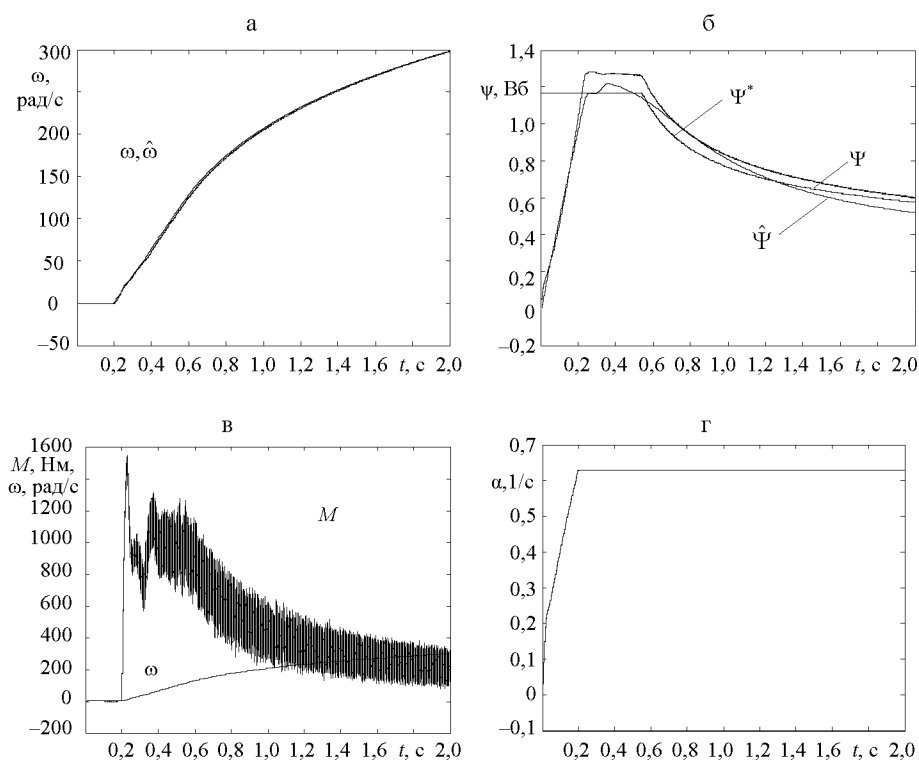 а
300
ω,
рад/с
250
200
ω, ω̂
150
100
50
0
–50
0,2 0,4 0,6 0,8 1,0 1,2 1,4 1,6 t, с 2,0
б
1,4
ψ, Вб
1,0
0,8
0,6
0,4
0,2
0
–0,2
Ψ*
Ψ
Ψ̂
0,2 0,4 0,6 0,8 1,0 1,2 1,4 1,6 t, с 2,0
в
1600
M, Нм,
ω, рад/с
1200
1000
800
600
400
200
0
–200
M
ω
0,2 0,4 0,6 0,8 1,0 1,2 1,4 1,6 t, с 2,0
г
0,7
α,1/с
0,5
0,4
0,3
0,2
0,1
0
–0,1
0,2 0,4 0,6 0,8 1,0 1,2 1,4 1,6 t, с 2,0